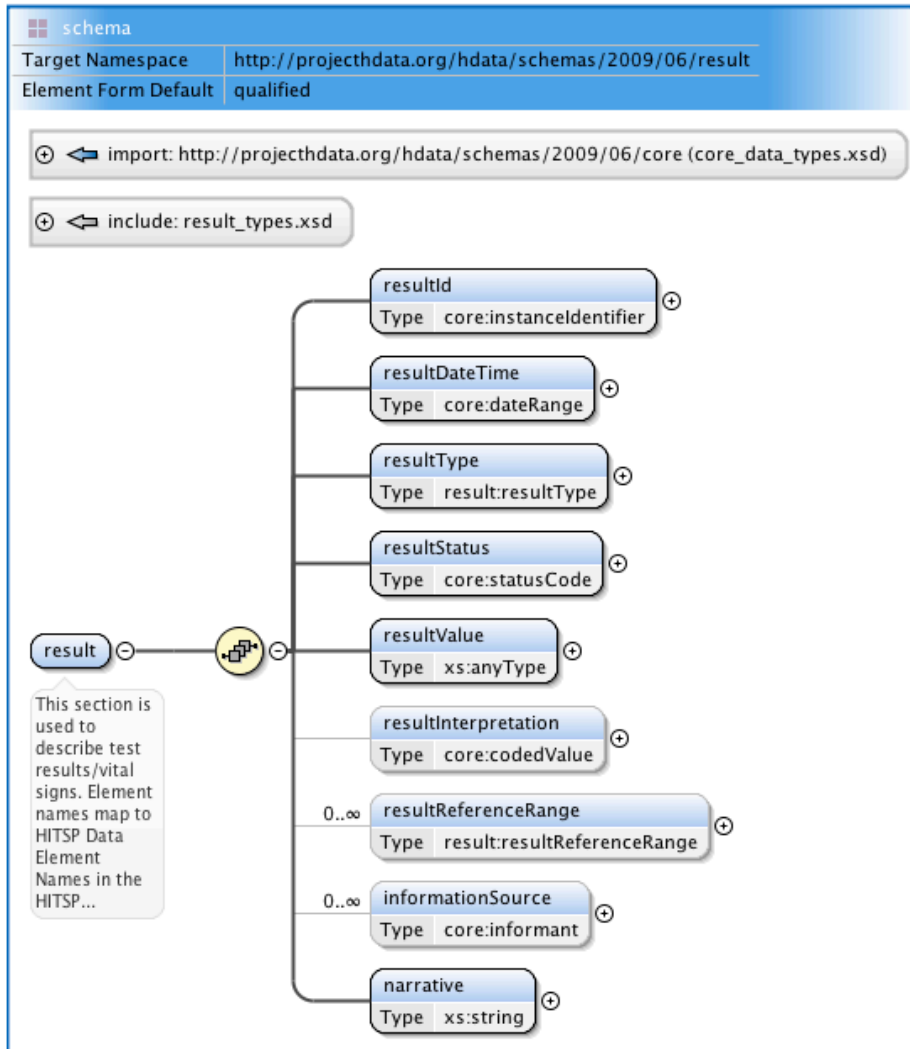 schema
Target Namespace http://projecthdata.org/hdata/schemas/2009/06/result
Element Form Default qualified
import: http://projecthdata.org/hdata/schemas/2009/06/core (core_data_types.xsd)
include: result_types.xsd
resultId
Type core:instanceIdentifier
resultDateTime
Type core:dateRange
resultType
Type result:resultType
resultStatus
Type core:statusCode
result
resultValue
Type xs:anyType
This section is
used to
describe test
results/vital
signs. Element
names map to
HITSP Data
Element
Names in the
HITSP...
resultInterpretation
Type core:codedValue
0..∞ resultReferenceRange
Type result:resultReferenceRange
0..∞ informationSource
Type core:informant
narrative
Type xs:string